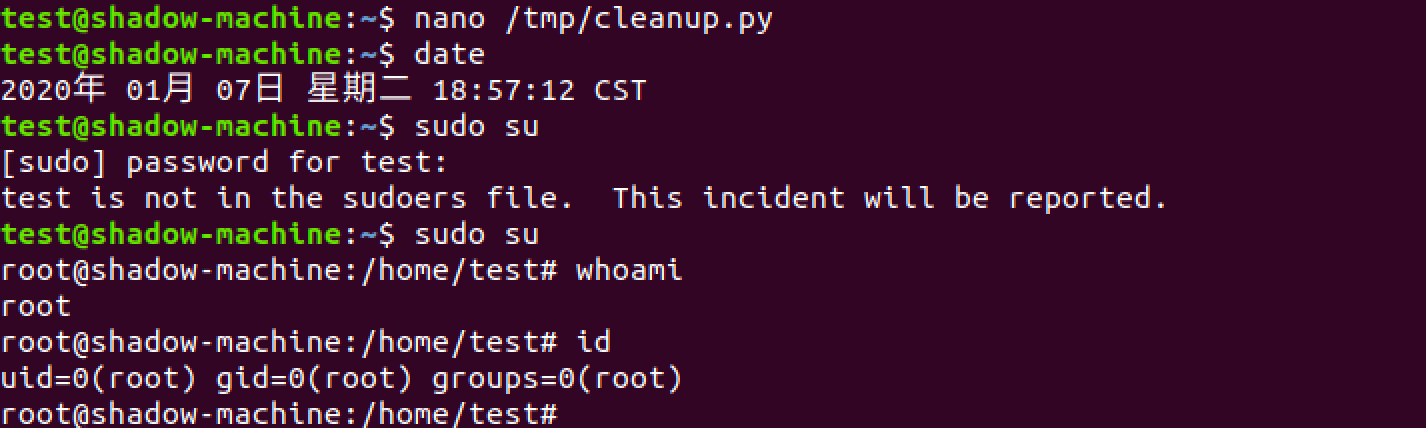 test@shadow-machine:~$ nano /tmp/cleanup.py
test@shadow-machine:~$ date
2020年 01月 07日 星期二 18:57:12 CST
test@shadow-machine:~$ sudo su
[sudo] password for test:
test is not in the sudoers file.  This incident will be reported.
test@shadow-machine:~$ sudo su
root@shadow-machine:/home/test# whoami
root
root@shadow-machine:/home/test# id
uid=0(root) gid=0(root) groups=0(root)
root@shadow-machine:/home/test#